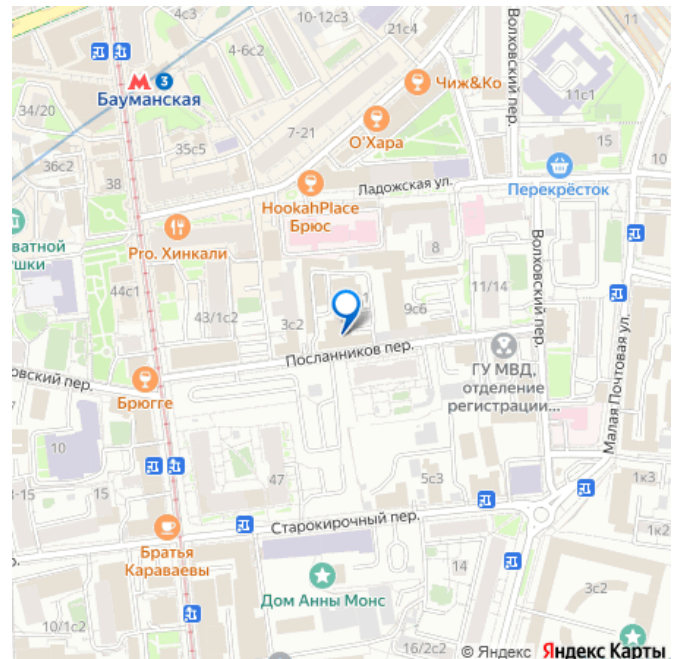 4с3
10-12с3
21с4
11
4-6с2
Волховский пер.
Чиж&Ко
3
Бауманская
11с1
34/20
7-21
О'Хара
35с5
15
36с2
10
38
Ладожская ул.
Перекрёсток
HookahPlace
Брюс
ватной
ушки
Pro. Хинкали
8
Волховский пер.
44с1
11/14
43/1с2
3с2
1
9с6
Посланников пер.
Малая Почтовая ул.
овский пер.
ГУ МВД,
отделение
регистрации...
Брюгге
10
47
5с3
1к3
3-15
15
Старокирочный пер.
1к2
Братья
Караваевы
р.
14
Дом Анны Монс
3с2
10/1с2
16/2с2
© Яндекс Яндекс Карты